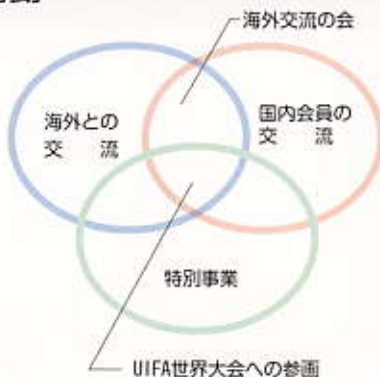 海外交流の会
海外との
交　流
国内会員の
交　流
特別事業
UIFA世界大会への参画